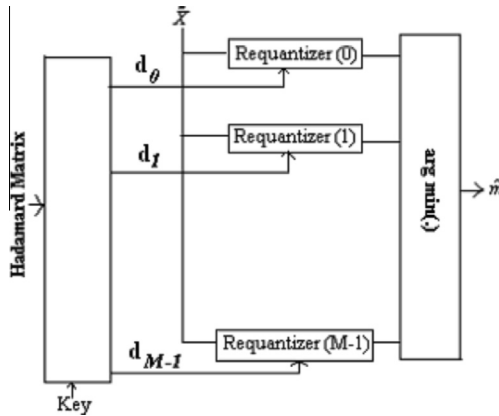 X̄
Requantizer (0)
d0
Requantizer (1)
d1
Hadamard Matrix
arg min(·)
m̂
Requantizer (M-1)
dM-1
Key